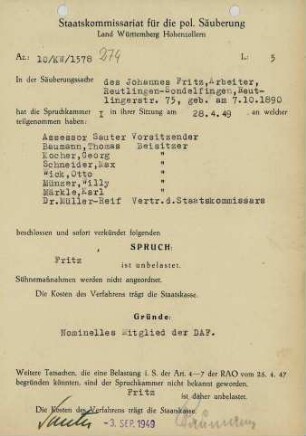 Staatskommissariat für die pol. Säuberung
Land Württemberg Hohenzollern
Az.: 10/KW/1578 274 L: 5
In der Säuberungssache des Johannes Fritz, Arbeiter,
Reutlingen-Sondelfingen, Reut-
lingerstr. 75, geb. am 7.10.1890
hat die Spruchkammer I in ihrer Sitzung am 28.4.49 an welcher
teilgenommen haben:
Assessor Sauter Vorsitzender
Baumann, Thomas Beisitzer
Kocher, Georg "
Schneider, Max "
Wick, Otto "
Münzer, Willy "
Märkle, Karl "
Dr. Müller-Reif Vertr.d.Staatskommissars
beschlossen und sofort verkündet folgenden
SPRUCH:
Fritz
ist unbelastet.
Sühnemaßnahmen werden nicht angeordnet.
Die Kosten des Verfahrens trägt die Staatskasse.
Gründe:
Nominelles Mitglied der DAF.
Weitere Tatsachen, die eine Belastung i. S. der Art. 4—7 der RAO vom 25. 4. 47
begründen könnten, sind der Spruchkammer nicht bekannt geworden.
Fritz ist daher unbelastet.
Die Kosten des Verfahrens trägt die Staatskasse.
Sauter -3. SEP. 1949 Baumann